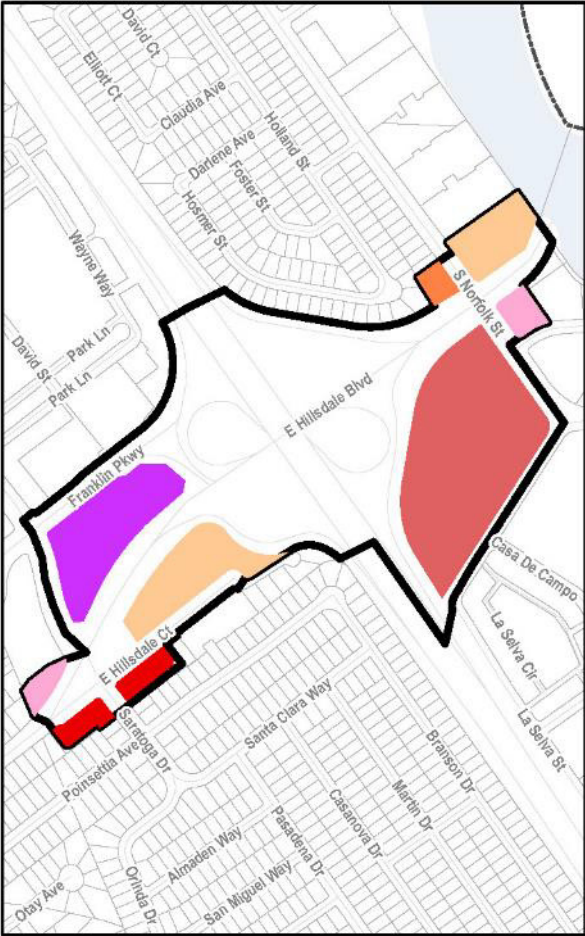 David Ct
Elliott Ct
Claudia Ave
Holland St
Darlene Ave
Foster St
Hosmer St
Wayne Way
S Norfolk St
David St
Park Ln
Park Ln
E Hillsdale Blvd
Franklin Pkwy
Casa De Campo
E Hillsdale Ct
La Selva Cir
Saratoga Dr
Santa Clara Way
La Selva St
Poinsettia Ave
Branson Dr
Martin Dr
Casanova Dr
Pasadena Dr
Almaden Way
Orinda Dr
San Miguel Way
Otay Ave